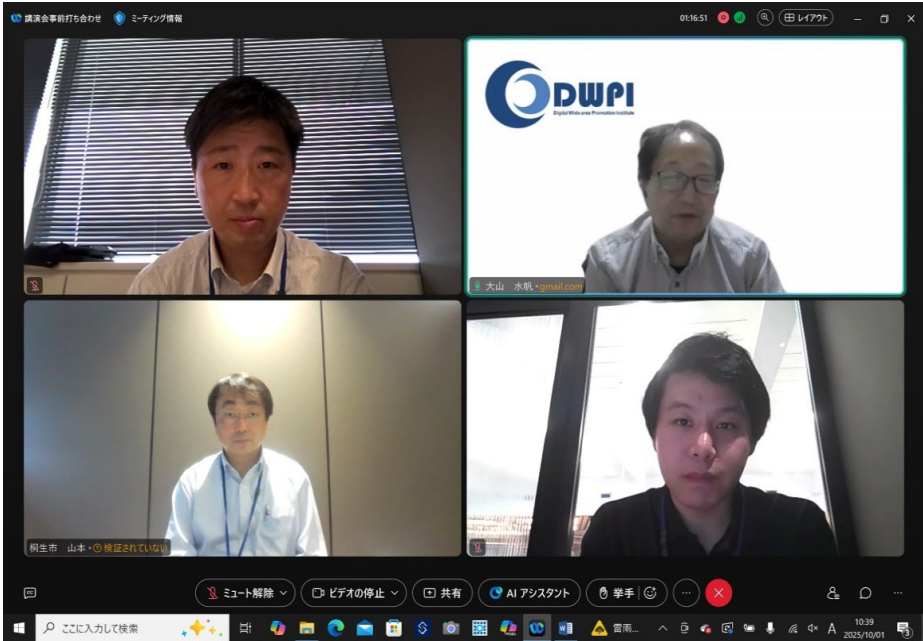 講演会事前打ち合わせ ミーティング情報
01:16:51 レイアウト
DWPI
Digital Wide area Promotion Institute
大山 水帆・gmail.com
桐生市 山本・検証されていない
ミュート解除 ビデオの停止 共有 AI アシスタント 挙手
ここに入力して検索
雷雨...
A
10:39
2025/10/01